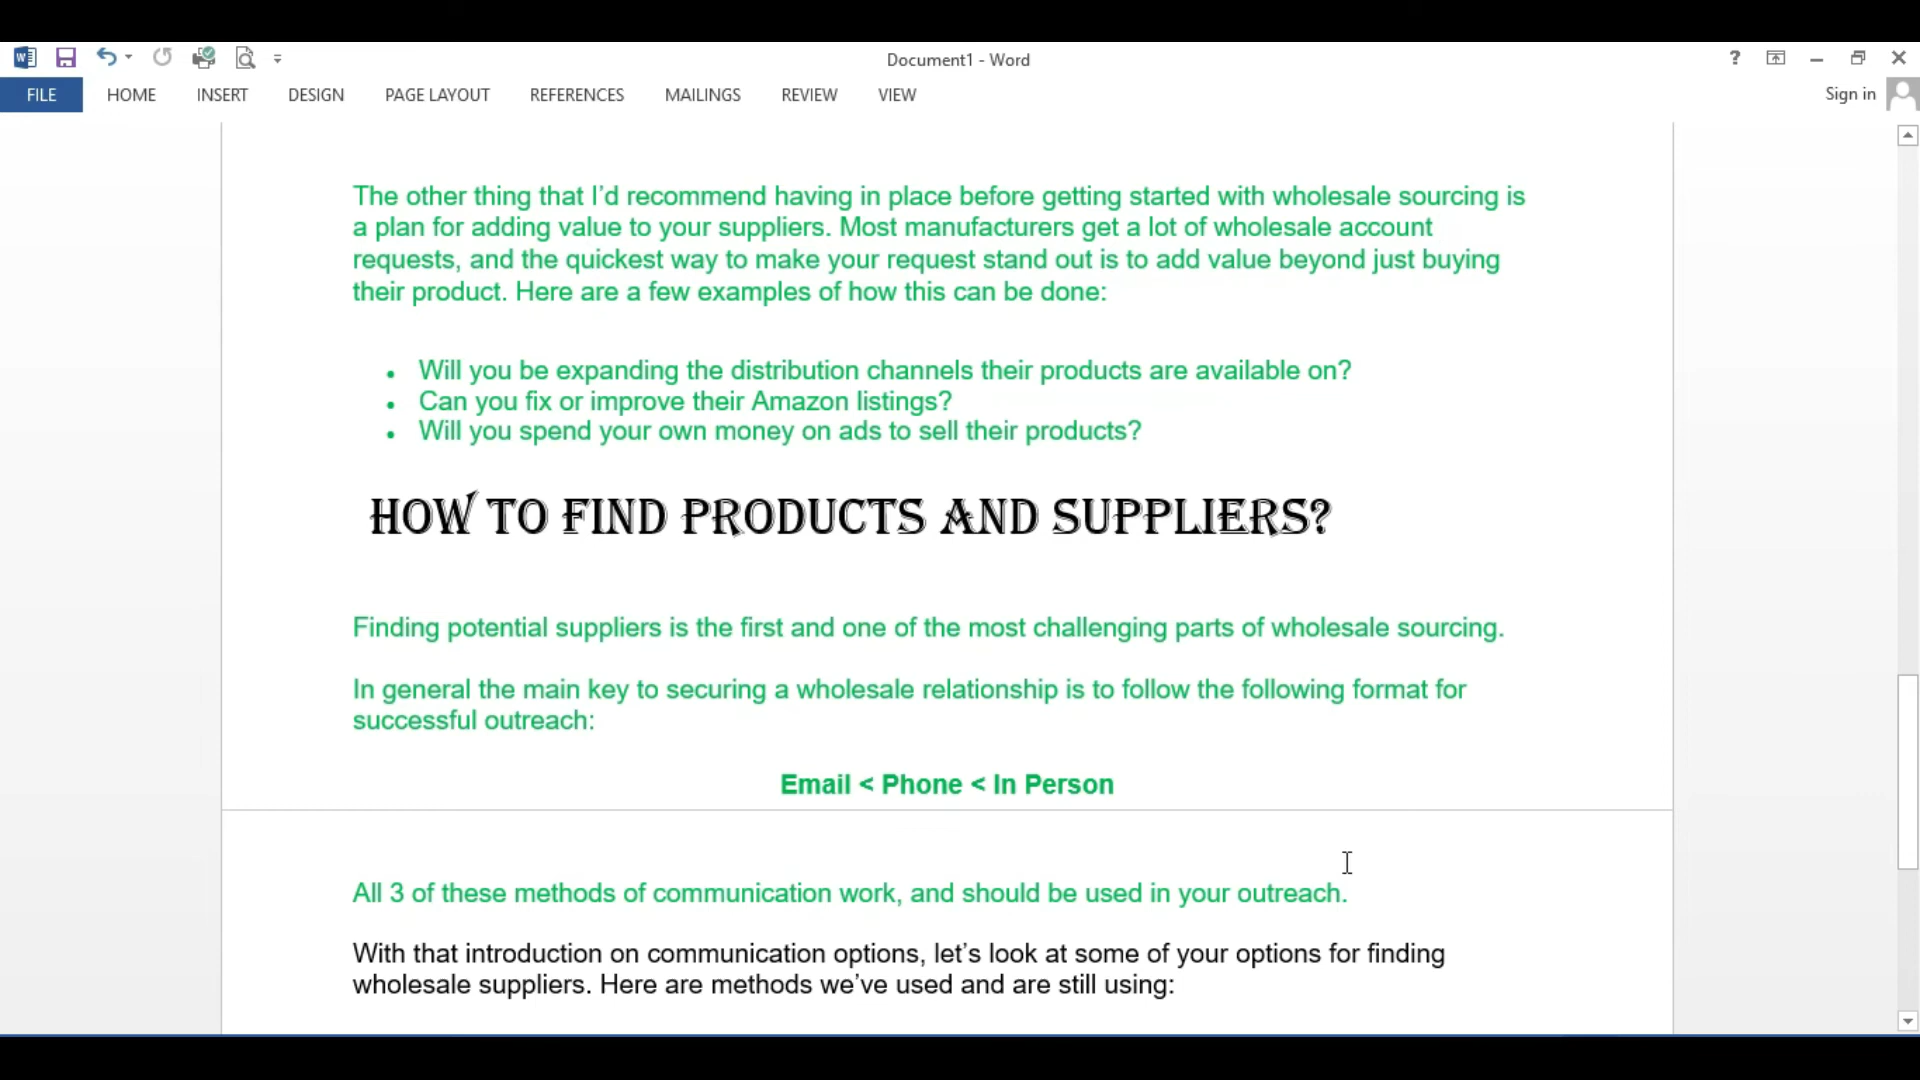 Document1 - Word
?
FILE HOME INSERT DESIGN PAGE LAYOUT REFERENCES MAILINGS REVIEW VIEW Sign in
The other thing that I’d recommend having in place before getting started with wholesale sourcing is
a plan for adding value to your suppliers. Most manufacturers get a lot of wholesale account
requests, and the quickest way to make your request stand out is to add value beyond just buying
their product. Here are a few examples of how this can be done:
• Will you be expanding the distribution channels their products are available on?
• Can you fix or improve their Amazon listings?
• Will you spend your own money on ads to sell their products?
HOW TO FIND PRODUCTS AND SUPPLIERS?
Finding potential suppliers is the first and one of the most challenging parts of wholesale sourcing.
In general the main key to securing a wholesale relationship is to follow the following format for
successful outreach:
Email < Phone < In Person
All 3 of these methods of communication work, and should be used in your outreach.
With that introduction on communication options, let’s look at some of your options for finding
wholesale suppliers. Here are methods we’ve used and are still using: